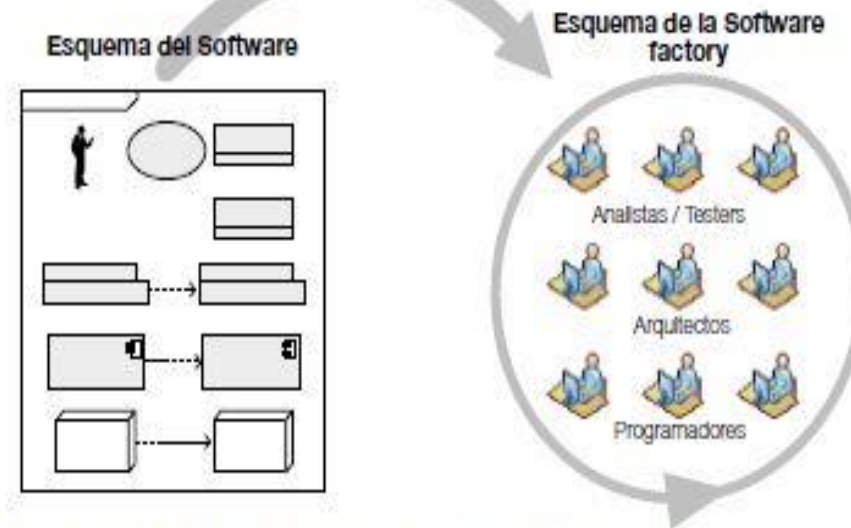 Esquema del Software
Esquema de la Software
factory
Analistas / Testers
Arquitectos
Programadores